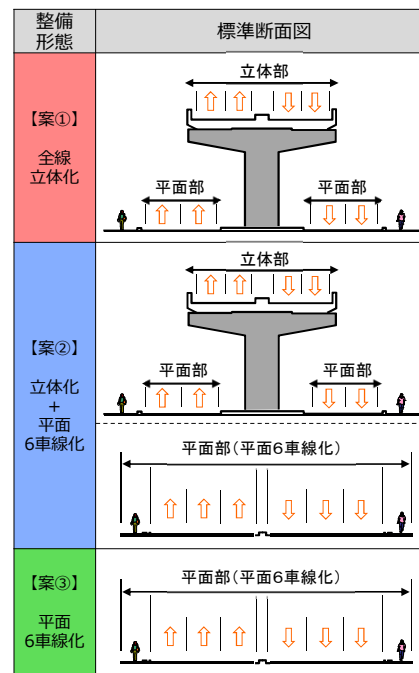 整備
形態
標準断面図
【案①】
全線
立体化
立体部
平面部
平面部
【案②】
立体化
+
平面
6車線化
立体部
平面部
平面部
平面部(平面6車線化)
【案③】
平面
6車線化
平面部(平面6車線化)